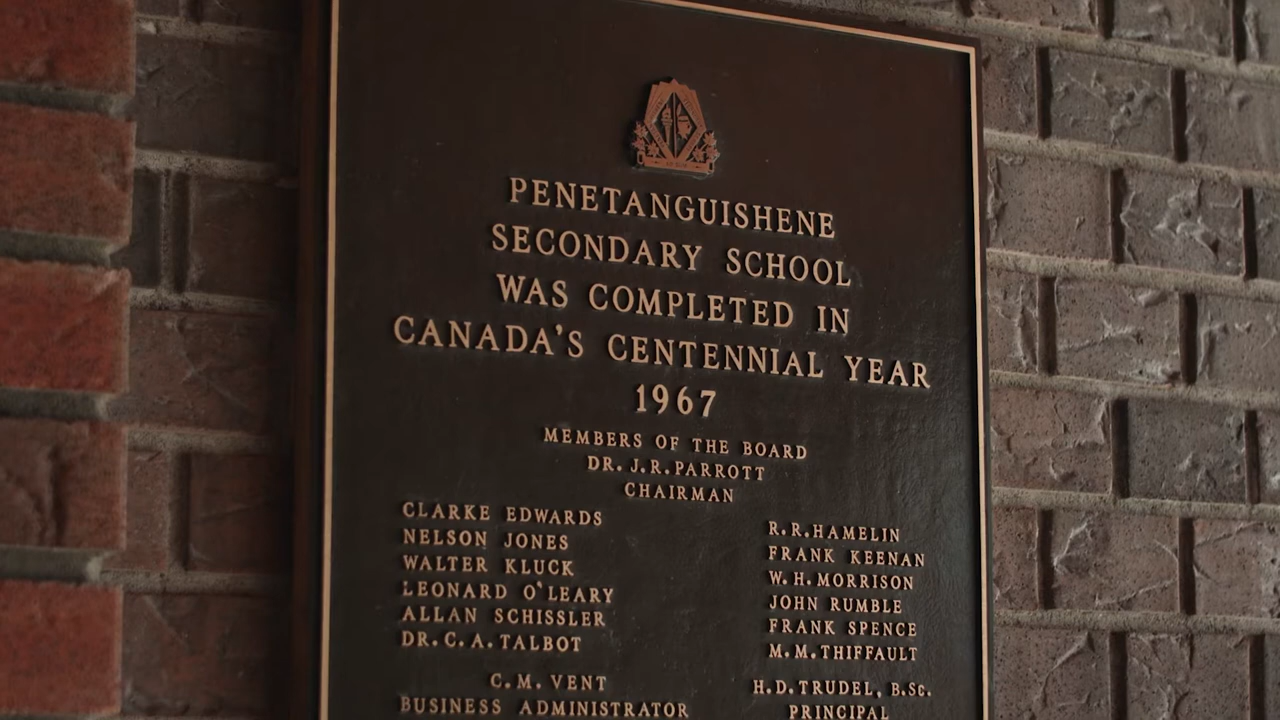 PENETANGUISHENE
SECONDARY SCHOOL
WAS COMPLETED IN
CANADA'S CENTENNIAL YEAR
1967
MEMBERS OF THE BOARD
DR. J.R. PARROTT
CHAIRMAN
CLARKE EDWARDS
NELSON JONES
WALTER KLUCK
LEONARD O'LEARY
ALLAN SCHISSLER
DR. C. A. TALBOT
R. R. HAMELIN
FRANK KEENAN
W. H. MORRISON
JOHN RUMBLE
FRANK SPENCE
M. M. THIFFAULT
C. M. VENT
BUSINESS ADMINISTRATOR
H. D. TRUDEL, B.Sc.
PRINCIPAL